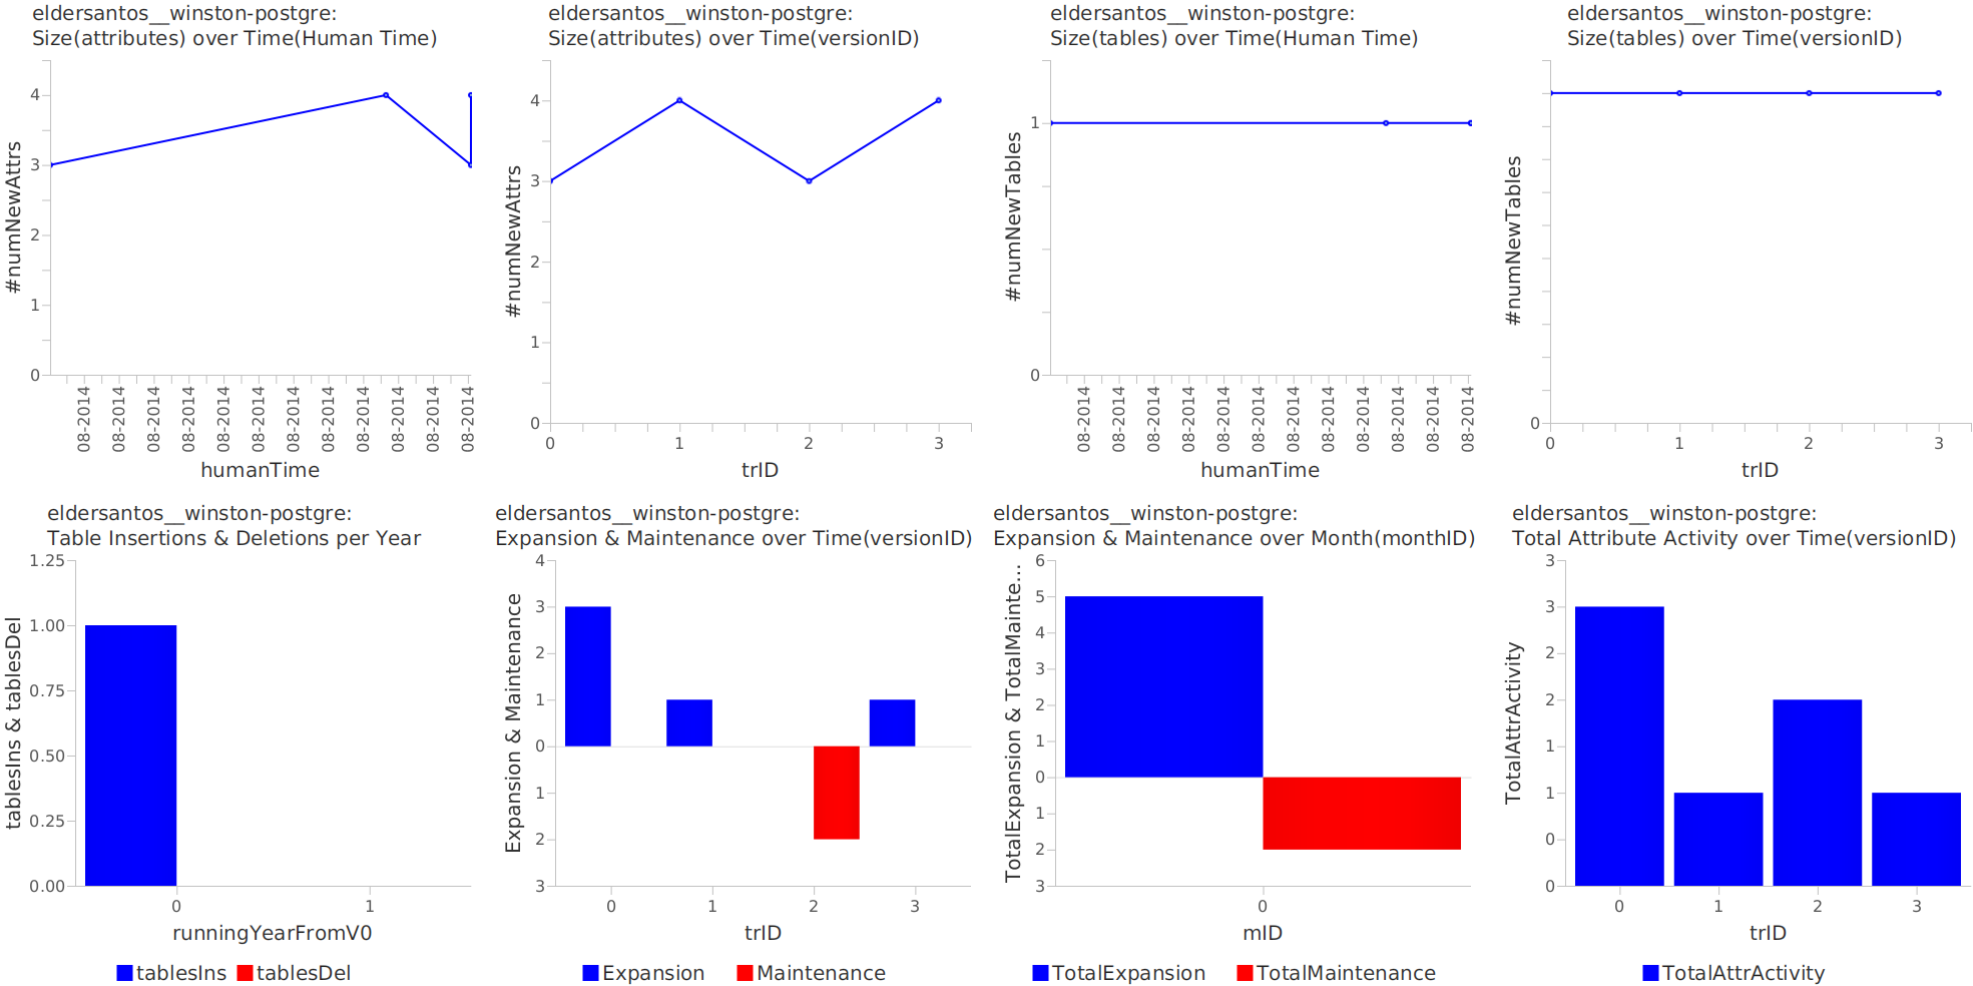 eldersantos__winston-postgre:
Size(attributes) over Time(Human Time)
#numNewAttrs
4
3
2
1
0
08-2014
08-2014
08-2014
08-2014
08-2014
08-2014
08-2014
08-2014
08-2014
08-2014
08-2014
08-2014
humanTime
eldersantos__winston-postgre:
Size(attributes) over Time(versionID)
#numNewAttrs
4
3
2
1
0
0
1
2
3
trID
eldersantos__winston-postgre:
Size(tables) over Time(Human Time)
#numNewTables
1
0
08-2014
08-2014
08-2014
08-2014
08-2014
08-2014
08-2014
08-2014
08-2014
08-2014
08-2014
08-2014
humanTime
eldersantos__winston-postgre:
Size(tables) over Time(versionID)
#numNewTables
0
0
1
2
3
trID
eldersantos__winston-postgre:
Table Insertions & Deletions per Year
tablesIns & tablesDel
1.25
1.00
0.75
0.50
0.25
0.00
0
1
runningYearFromV0
tablesIns
tablesDel
eldersantos__winston-postgre:
Expansion & Maintenance over Time(versionID)
Expansion & Maintenance
4
3
2
1
0
1
2
3
0
1
2
3
trID
Expansion
Maintenance
eldersantos__winston-postgre:
Expansion & Maintenance over Month(monthID)
TotalExpansion & TotalMainte...
6
5
4
3
2
1
0
1
2
3
0
mID
TotalExpansion
TotalMaintenance
eldersantos__winston-postgre:
Total Attribute Activity over Time(versionID)
TotalAttrActivity
3
3
2
2
1
1
0
0
0
1
2
3
trID
TotalAttrActivity